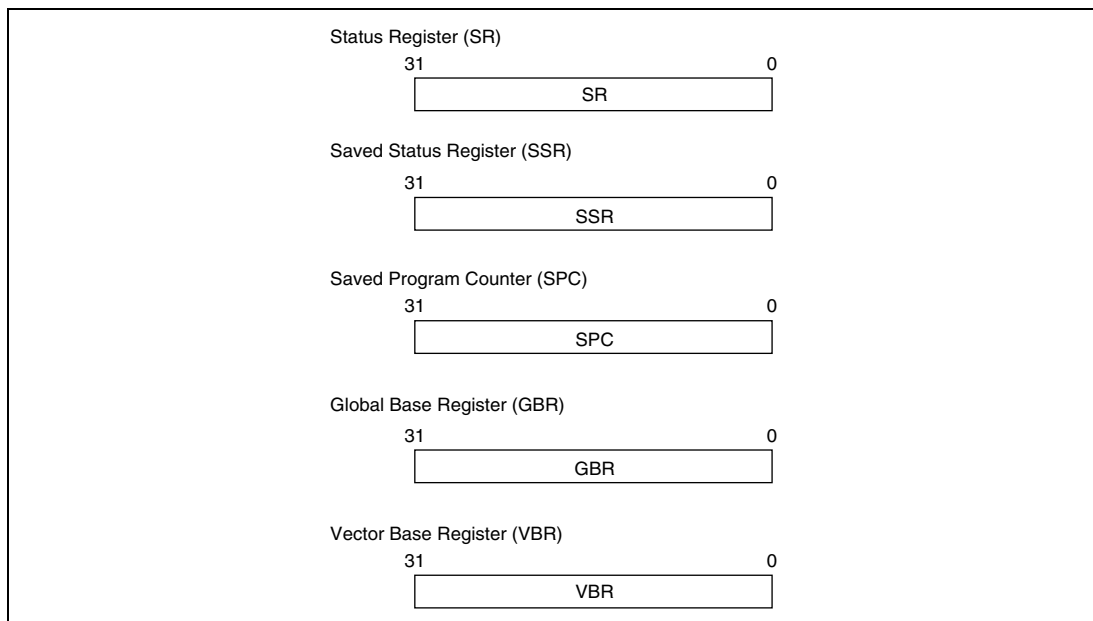 Status Register (SR)
31 0
SR
Saved Status Register (SSR)
31 0
SSR
Saved Program Counter (SPC)
31 0
SPC
Global Base Register (GBR)
31 0
GBR
Vector Base Register (VBR)
31 0
VBR